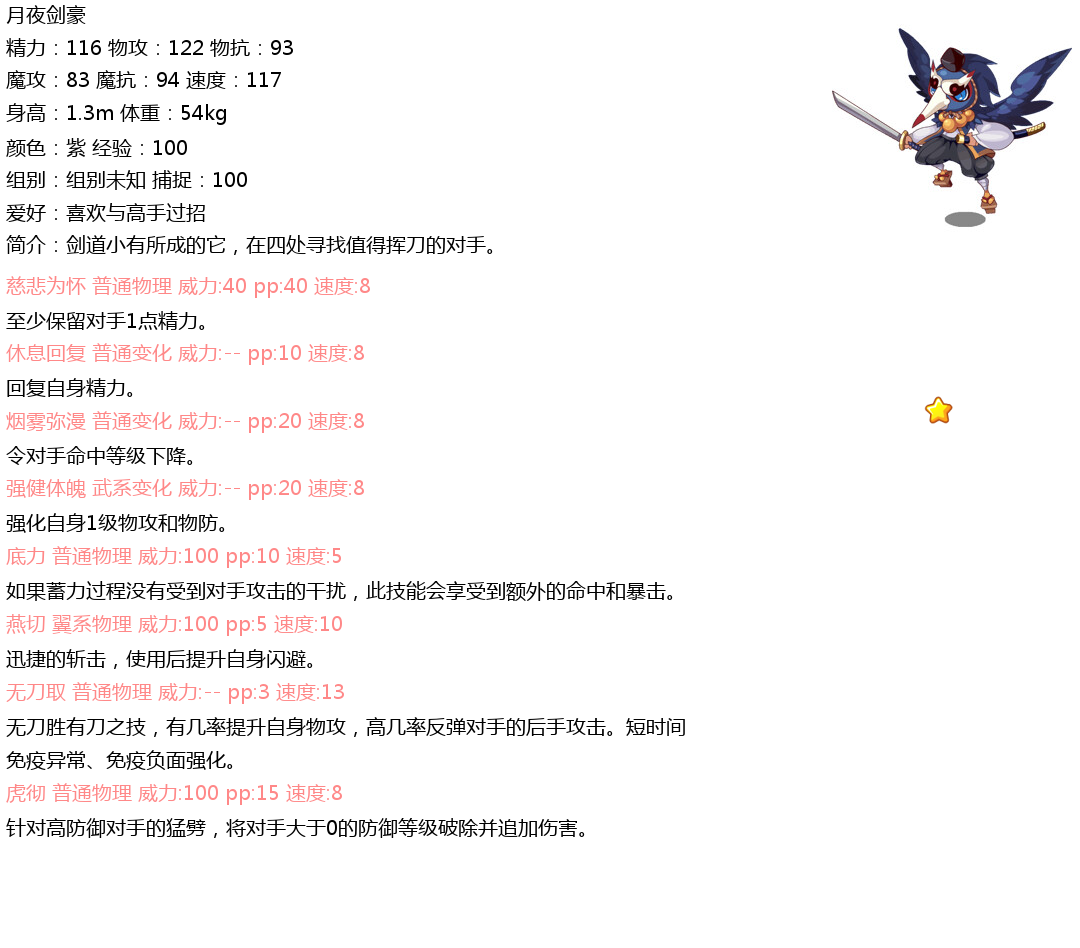 月夜剑豪
精力：116 物攻：122 物抗：93
魔攻：83 魔抗：94 速度：117
身高：1.3m 体重：54kg
颜色：紫 经验：100
组别：组别未知 捕捉：100
爱好：喜欢与高手过招
简介：剑道小有所成的它，在四处寻找值得挥刀的对手。
慈悲为怀 普通物理 威力:40 pp:40 速度:8
至少保留对手1点精力。
休息回复 普通变化 威力:-- pp:10 速度:8
回复自身精力。
烟雾弥漫 普通变化 威力:-- pp:20 速度:8
令对手命中等级下降。
强健体魄 武系变化 威力:-- pp:20 速度:8
强化自身1级物攻和物防。
底力 普通物理 威力:100 pp:10 速度:5
如果蓄力过程没有受到对手攻击的干扰，此技能会享受到额外的命中和暴击。
燕切 翼系物理 威力:100 pp:5 速度:10
迅捷的斩击，使用后提升自身闪避。
无刀取 普通物理 威力:-- pp:3 速度:13
无刀胜有刀之技，有几率提升自身物攻，高几率反弹对手的后手攻击。短时间
免疫异常、免疫负面强化。
虎彻 普通物理 威力:100 pp:15 速度:8
针对高防御对手的猛劈，将对手大于0的防御等级破除并追加伤害。